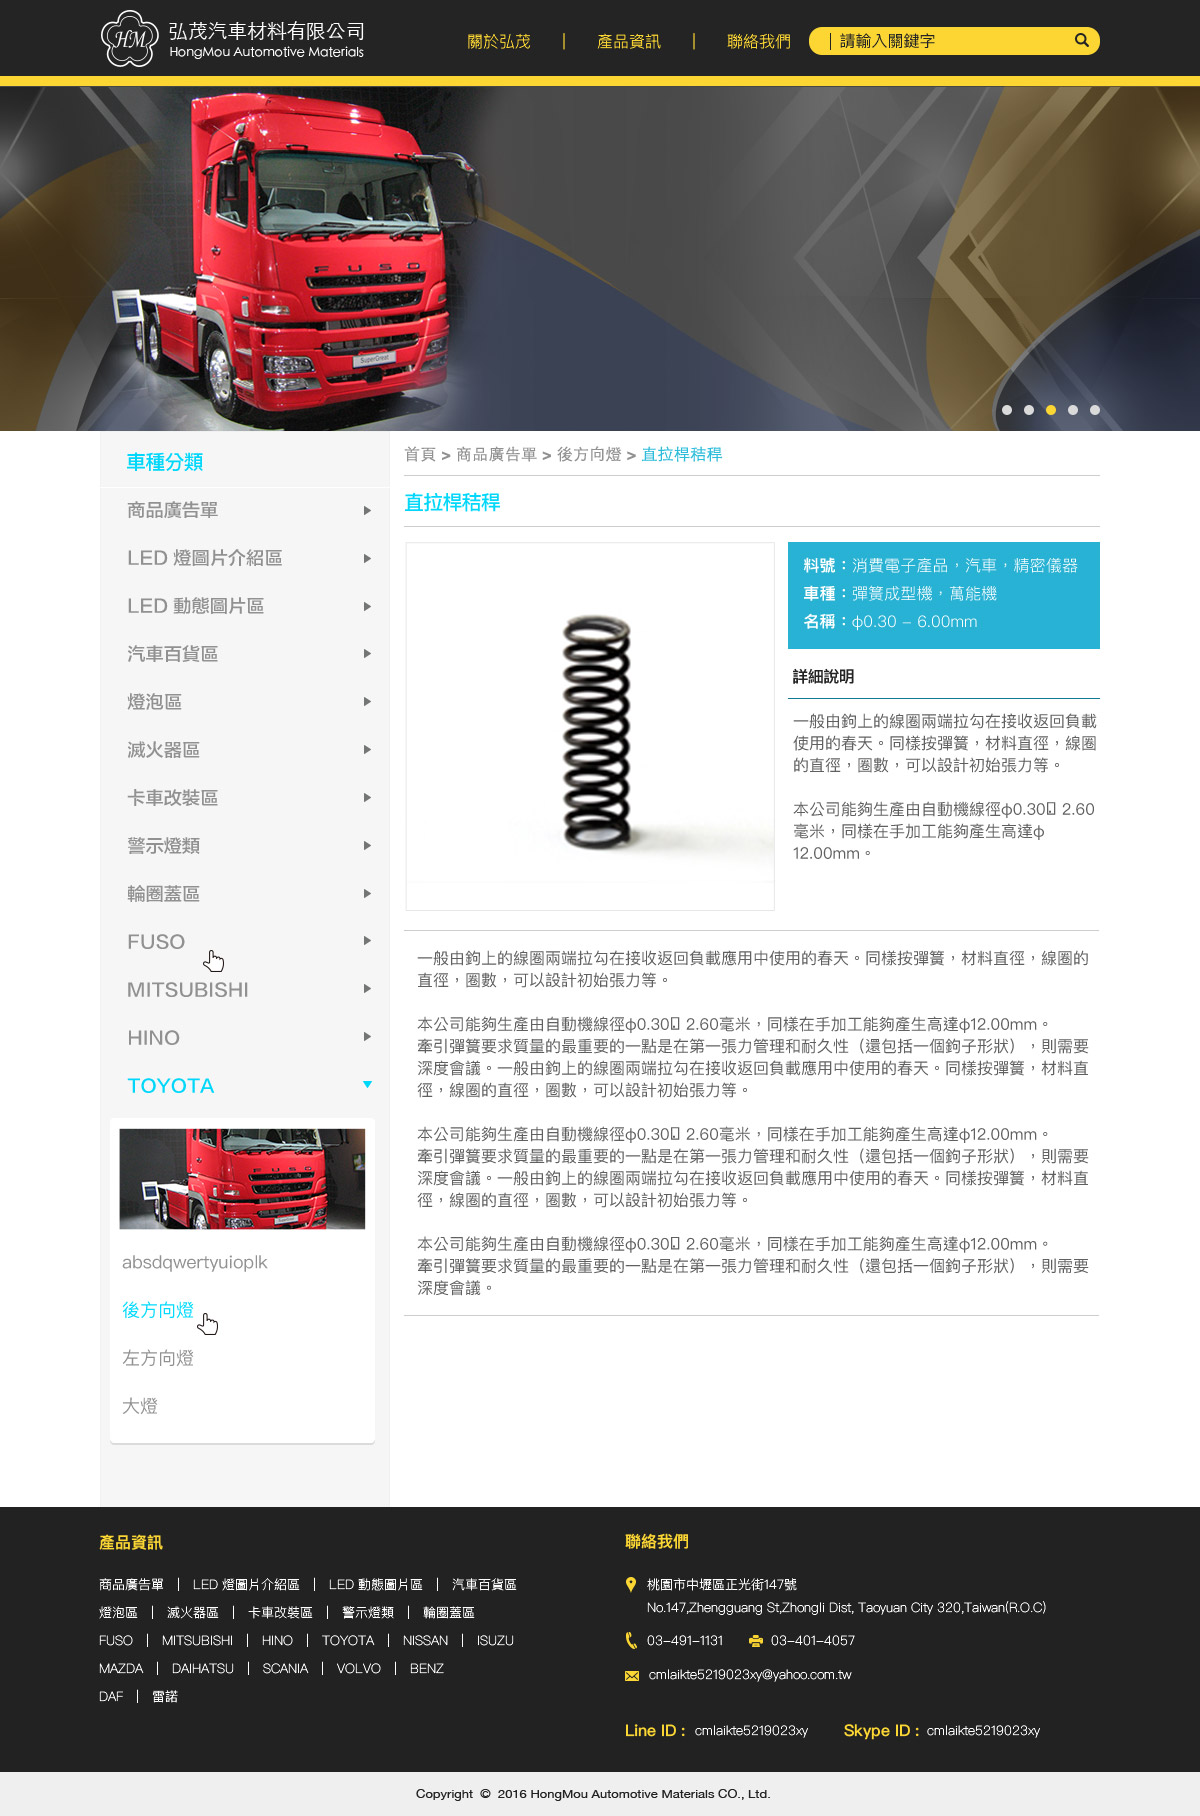 HM 弘茂汽車材料有限公司
HongMou Automotive Materials
關於弘茂 | 產品資訊 | 聯絡我們 | 請輸入關鍵字
FUSO
SuperGreat
車種分類
商品廣告單
LED 燈圖片介紹區
LED 動態圖片區
汽車百貨區
燈泡區
滅火器區
卡車改裝區
警示燈類
輪圈蓋區
FUSO
MITSUBISHI
HINO
TOYOTA
FUSO
absdqwertyuioplk
後方向燈
左方向燈
大燈
首頁 > 商品廣告單 > 後方向燈 > 直拉桿秸稈
直拉桿秸稈
料號：消費電子產品，汽車，精密儀器
車種：彈簧成型機，萬能機
名稱：φ0.30 - 6.00mm
詳細說明
一般由鉤上的線圈兩端拉勾在接收返回負載
使用的春天。同樣按彈簧，材料直徑，線圈
的直徑，圈數，可以設計初始張力等。
本公司能夠生產由自動機線徑φ0.30 2.60
毫米，同樣在手加工能夠產生高達φ
12.00mm。
一般由鉤上的線圈兩端拉勾在接收返回負載應用中使用的春天。同樣按彈簧，材料直徑，線圈的
直徑，圈數，可以設計初始張力等。
本公司能夠生產由自動機線徑φ0.30 2.60毫米，同樣在手加工能夠產生高達φ12.00mm。
牽引彈簧要求質量的最重要的一點是在第一張力管理和耐久性（還包括一個鉤子形狀），則需要
深度會議。一般由鉤上的線圈兩端拉勾在接收返回負載應用中使用的春天。同樣按彈簧，材料直
徑，線圈的直徑，圈數，可以設計初始張力等。
本公司能夠生產由自動機線徑φ0.30 2.60毫米，同樣在手加工能夠產生高達φ12.00mm。
牽引彈簧要求質量的最重要的一點是在第一張力管理和耐久性（還包括一個鉤子形狀），則需要
深度會議。一般由鉤上的線圈兩端拉勾在接收返回負載應用中使用的春天。同樣按彈簧，材料直
徑，線圈的直徑，圈數，可以設計初始張力等。
本公司能夠生產由自動機線徑φ0.30 2.60毫米，同樣在手加工能夠產生高達φ12.00mm。
牽引彈簧要求質量的最重要的一點是在第一張力管理和耐久性（還包括一個鉤子形狀），則需要
深度會議。
產品資訊
商品廣告單 | LED 燈圖片介紹區 | LED 動態圖片區 | 汽車百貨區
燈泡區 | 滅火器區 | 卡車改裝區 | 警示燈類 | 輪圈蓋區
FUSO | MITSUBISHI | HINO | TOYOTA | NISSAN | ISUZU
MAZDA | DAIHATSU | SCANIA | VOLVO | BENZ
DAF | 雷諾
聯絡我們
桃園市中壢區正光街147號
No.147,Zhengguang St,Zhongli Dist, Taoyuan City 320,Taiwan(R.O.C)
03-491-1131 03-401-4057
cmlaikte5219023xy@yahoo.com.tw
Line ID : cmlaikte5219023xy Skype ID : cmlaikte5219023xy
Copyright © 2016 HongMou Automotive Materials CO., Ltd.